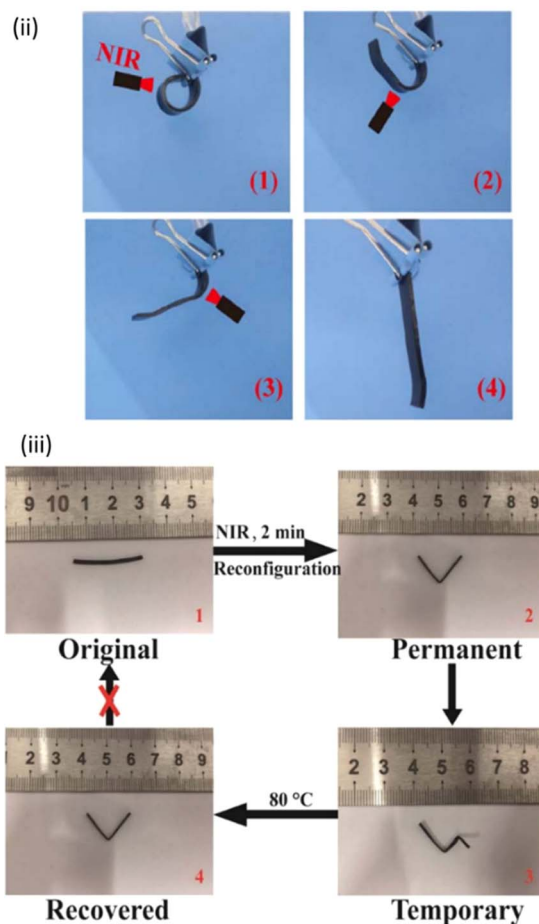 (ii)
NIR
(1)
(2)
(3)
(4)
(iii)
9 10 1 2 3 4 5
1
Original
NIR, 2 min
Reconfiguration
2 3 4 5 6 7 8 9
2
Permanent
2 3 4 5 6 7 8
3
Temporary
80 °C
2 3 4 5 6 7 8 9
4
Recovered